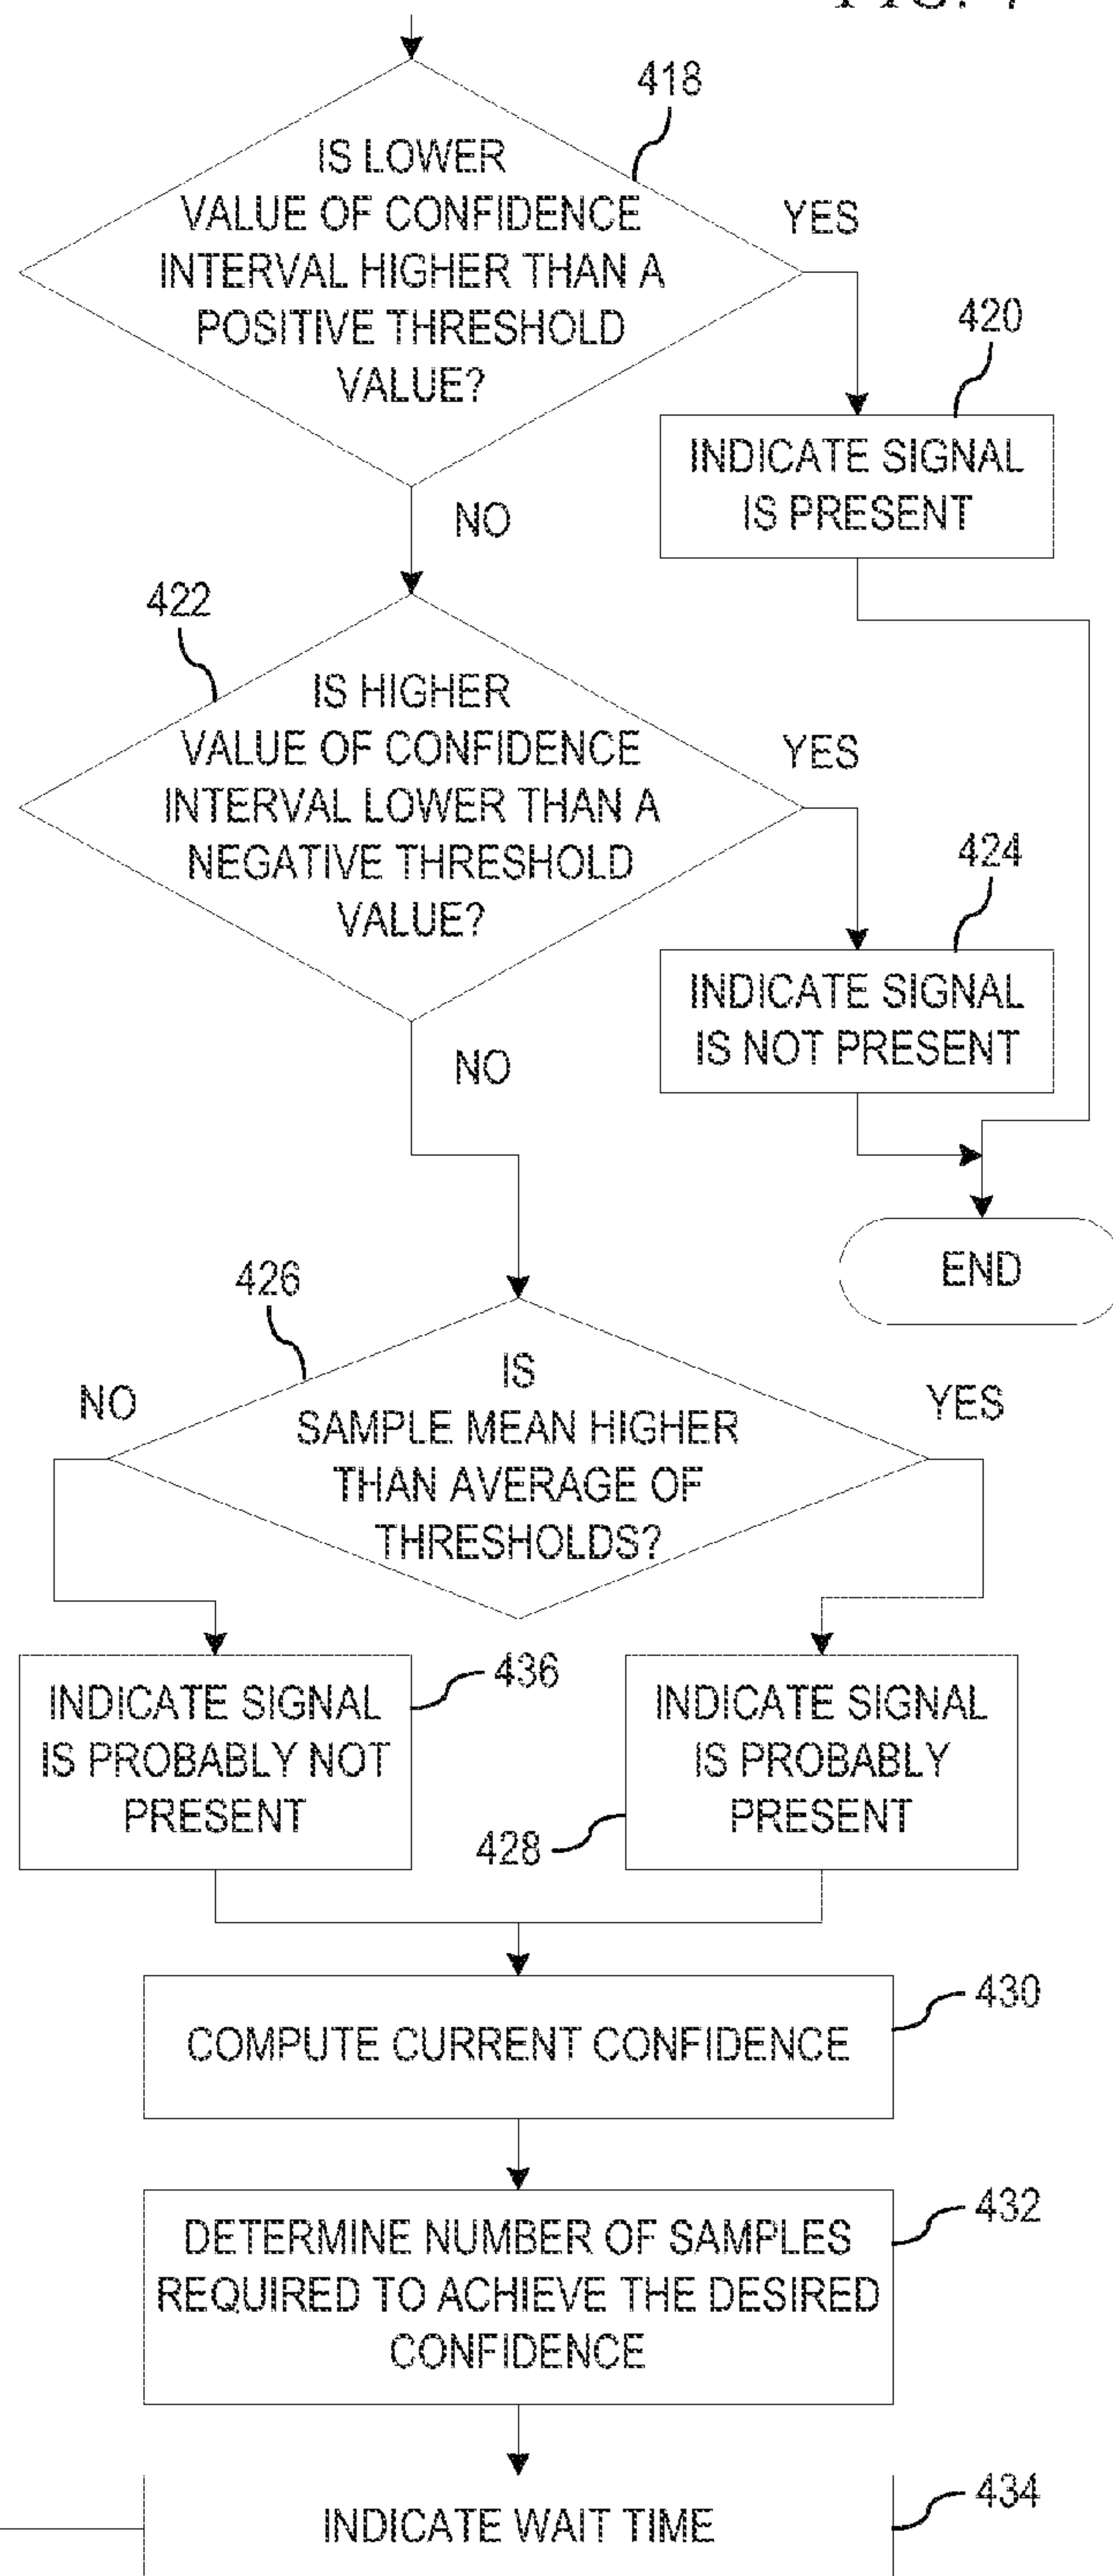 418
IS LOWER
VALUE OF CONFIDENCE
INTERVAL HIGHER THAN A
POSITIVE THRESHOLD
VALUE?
YES
420
INDICATE SIGNAL
IS PRESENT
NO
422
IS HIGHER
VALUE OF CONFIDENCE
INTERVAL LOWER THAN A
NEGATIVE THRESHOLD
VALUE?
YES
424
INDICATE SIGNAL
IS NOT PRESENT
NO
END
426
IS
SAMPLE MEAN HIGHER
THAN AVERAGE OF
THRESHOLDS?
NO
YES
436
INDICATE SIGNAL
IS PROBABLY NOT
PRESENT
INDICATE SIGNAL
IS PROBABLY
PRESENT
428
430
COMPUTE CURRENT CONFIDENCE
432
DETERMINE NUMBER OF SAMPLES
REQUIRED TO ACHIEVE THE DESIRED
CONFIDENCE
434
INDICATE WAIT TIME